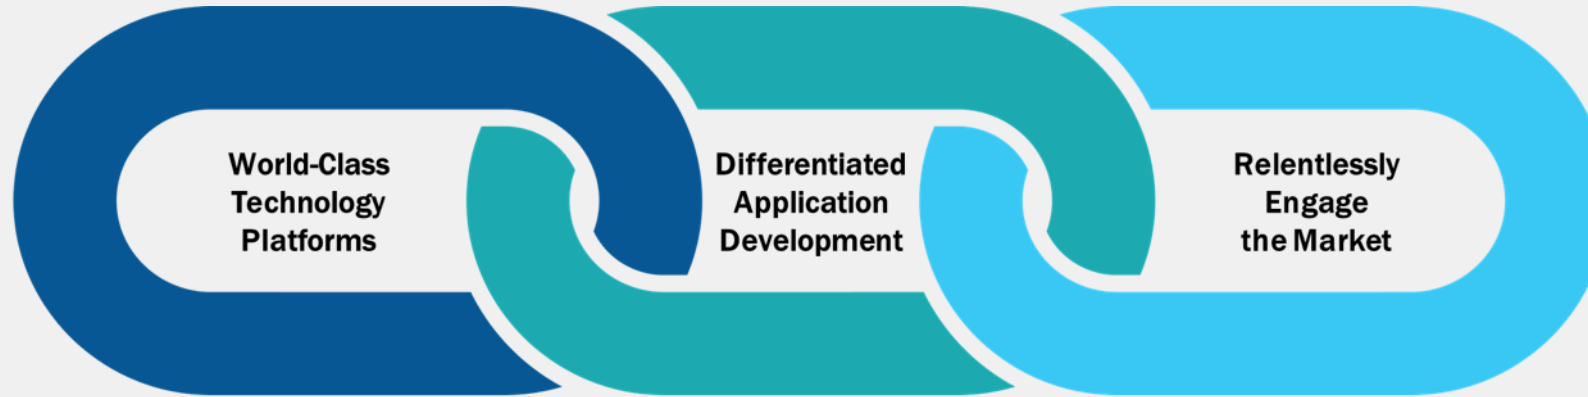 World-Class
Technology
Platforms
Differentiated
Application
Development
Relentlessly
Engage
the Market